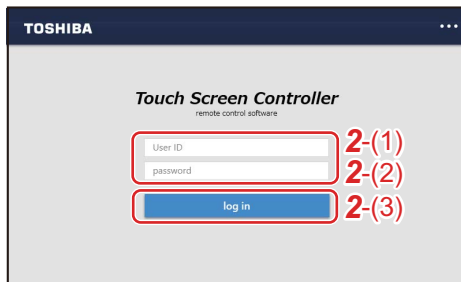 TOSHIBA
...
Touch Screen Controller
remote control software
User ID
2-(1)
password
2-(2)
log in
2-(3)